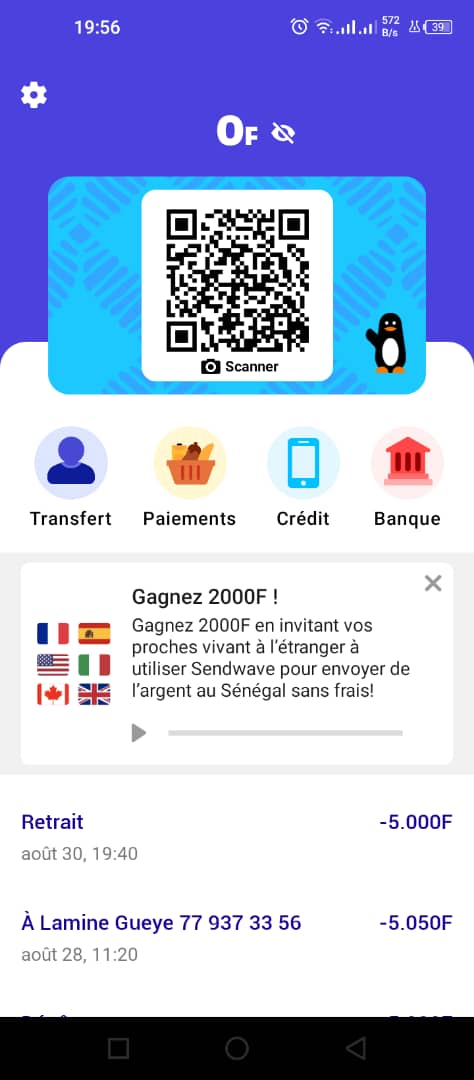 19:56
572
B/s
39
0F
Scanner
Transfert
Paiements
Crédit
Banque
Gagnez 2000F !
Gagnez 2000F en invitant vos
proches vivant à l'étranger à
utiliser Sendwave pour envoyer de
l'argent au Sénégal sans frais!
Retrait -5.000F
août 30, 19:40
À Lamine Gueye 77 937 33 56 -5.050F
août 28, 11:20